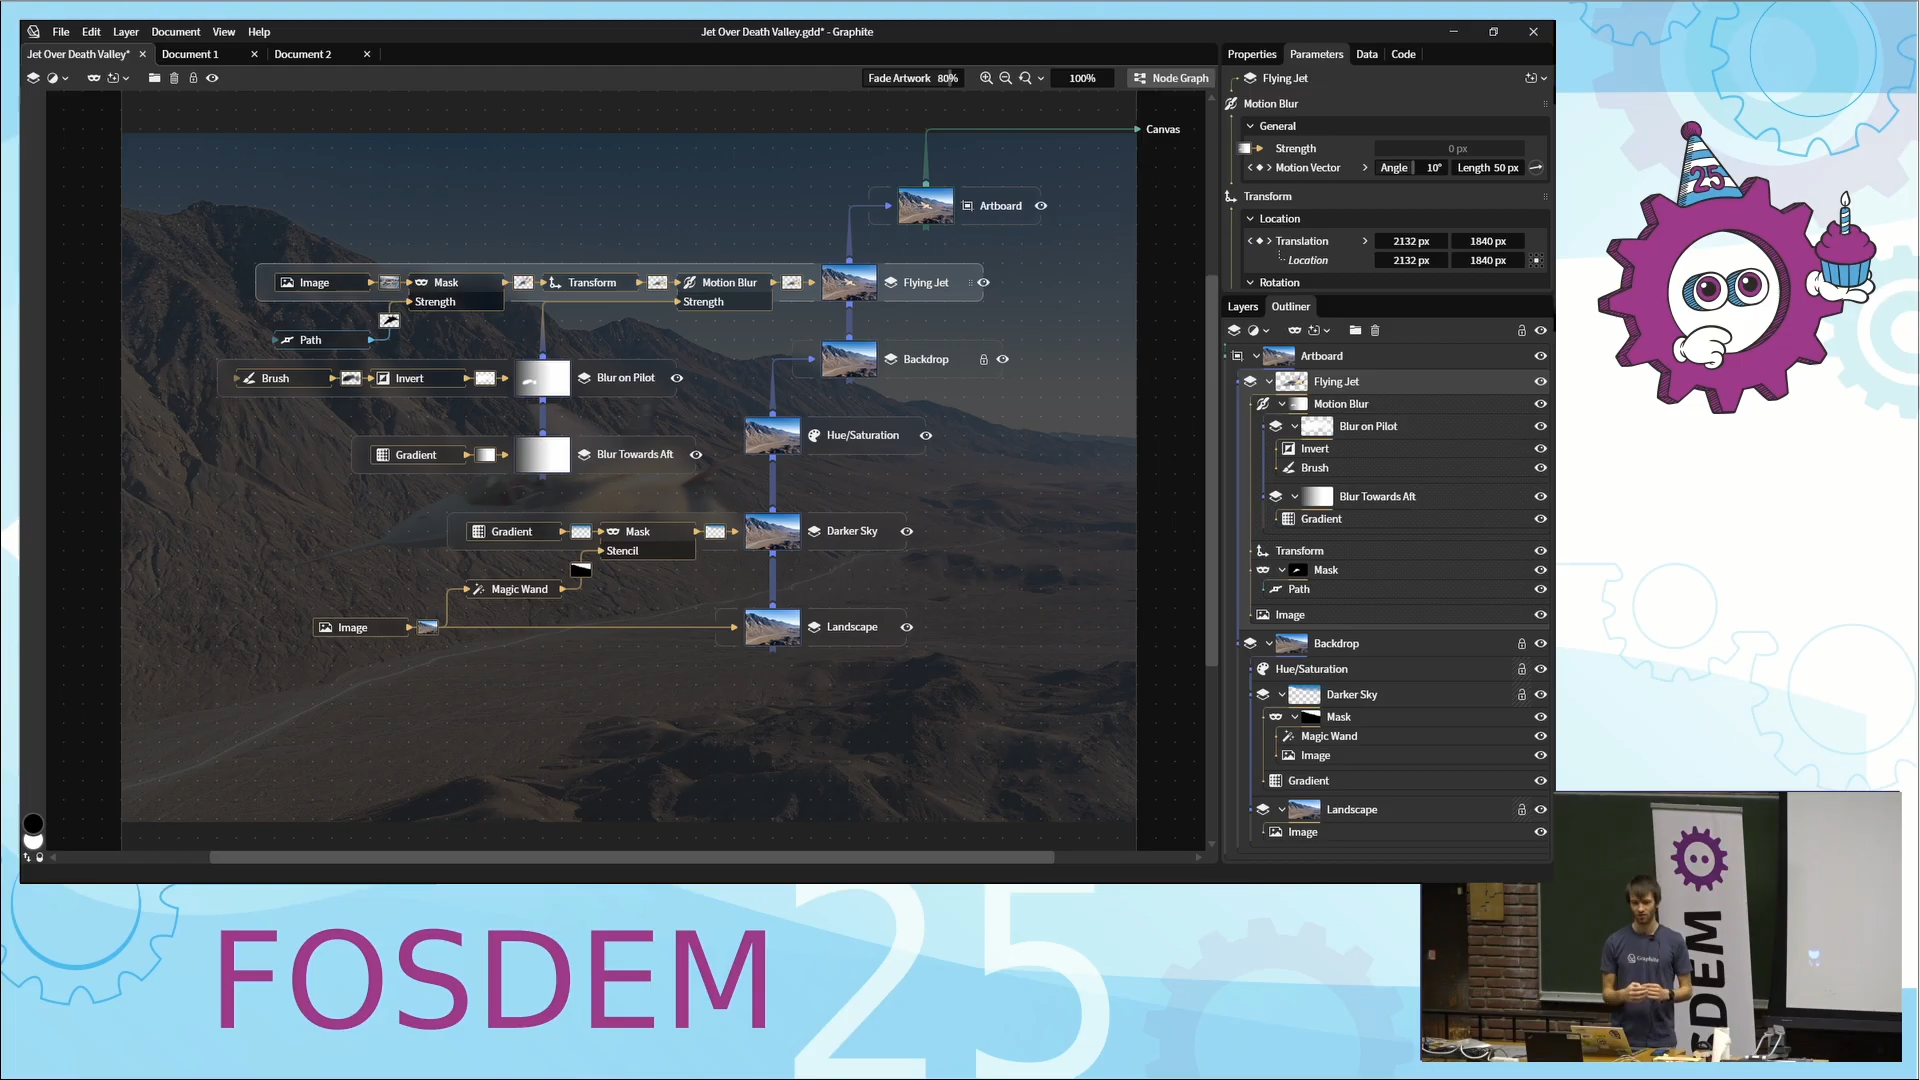 File Edit Layer Document View Help
Jet Over Death Valley.gdd* - Graphite
Jet Over Death Valley* Document 1 Document 2
Fade Artwork 80% 100% Node Graph
Canvas
Artboard
Image Mask Transform Motion Blur Flying Jet
Strength Strength
Path
Backdrop
Brush Invert Blur on Pilot
Hue/Saturation
Gradient Blur Towards Aft
Gradient Mask Darker Sky
Stencil
Magic Wand
Image Landscape
Properties Parameters Data Code
Flying Jet
Motion Blur
General
Strength 0 px
Motion Vector Angle 10° Length 50 px
Transform
Location
Translation 2132 px 1840 px
Location 2132 px 1840 px
Rotation
Layers Outliner
Artboard
Flying Jet
Motion Blur
Blur on Pilot
Invert
Brush
Blur Towards Aft
Gradient
Transform
Mask
Path
Image
Backdrop
Hue/Saturation
Darker Sky
Mask
Magic Wand
Image
Gradient
Landscape
Image
25
FOSDEM 25
Graphite
SDEM